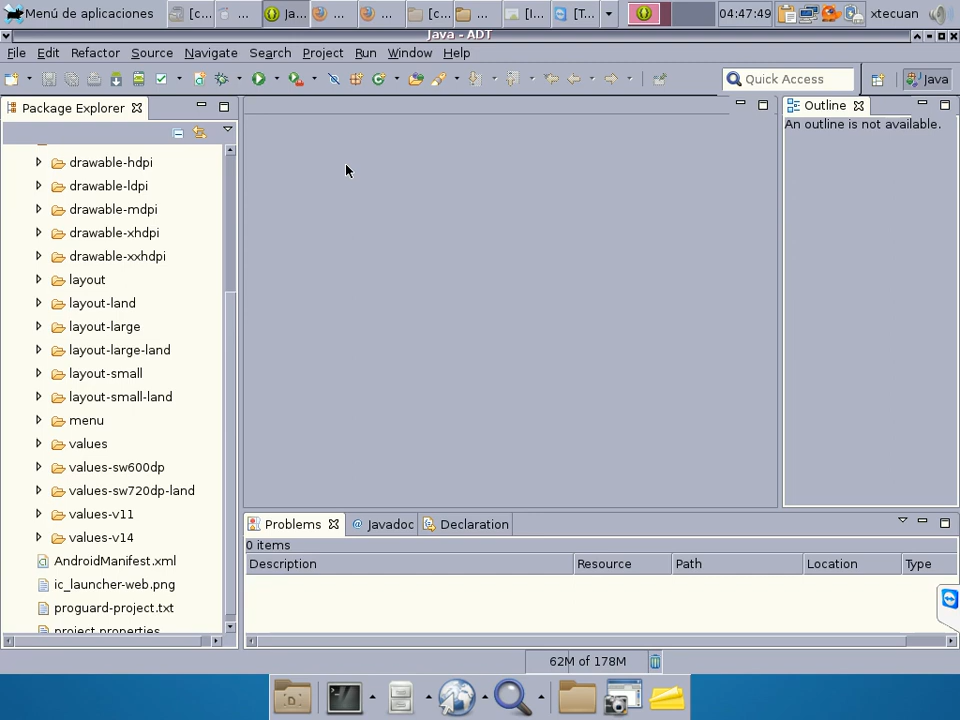 Menú de aplicaciones [c... ... Ja... ... ... [c... ... [I... [T... 04:47:49 xtecuan
Java - ADT
File Edit Refactor Source Navigate Search Project Run Window Help
Quick Access Java
Package Explorer
Outline
An outline is not available.
drawable-hdpi
drawable-ldpi
drawable-mdpi
drawable-xhdpi
drawable-xxhdpi
layout
layout-land
layout-large
layout-large-land
layout-small
layout-small-land
menu
values
values-sw600dp
values-sw720dp-land
values-v11
values-v14
AndroidManifest.xml
ic_launcher-web.png
proguard-project.txt
project.properties
Problems @ Javadoc Declaration
0 items
Description Resource Path Location Type
62M of 178M